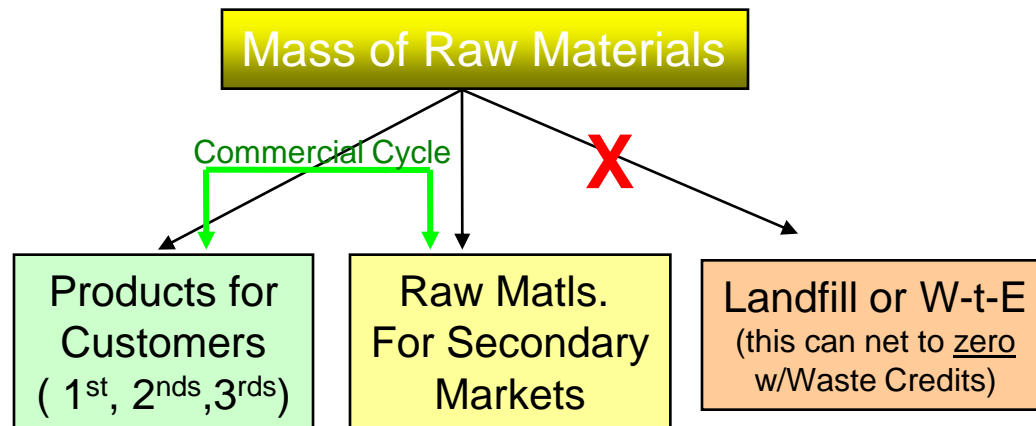 Mass of Raw Materials
Commercial Cycle
X
Products for
Customers
( 1st, 2nds,3rds)
Raw Matls.
For Secondary
Markets
Landfill or W-t-E
(this can net to zero
w/Waste Credits)